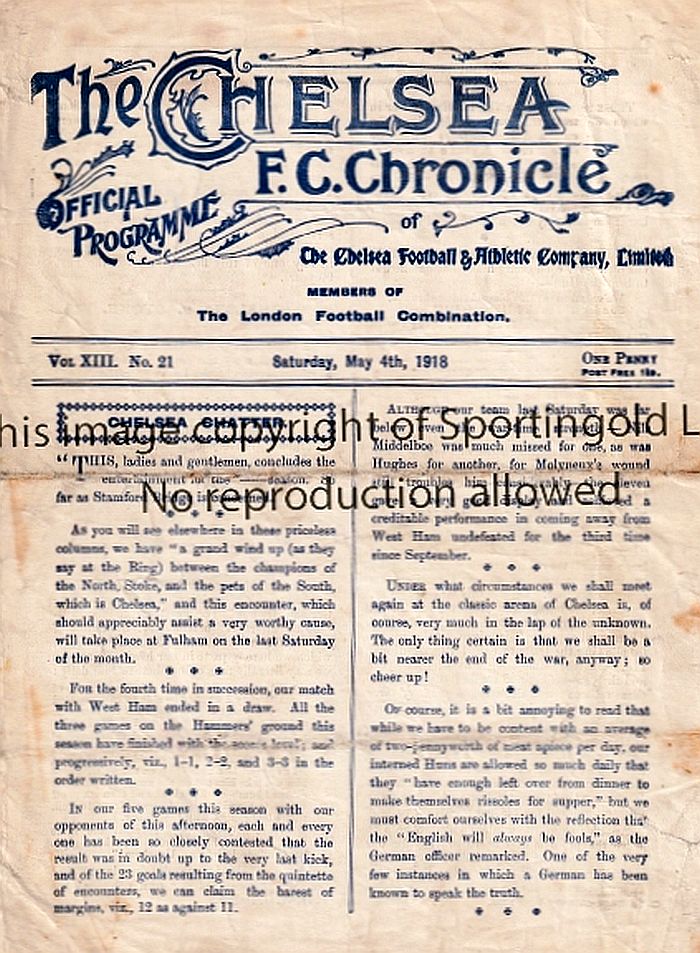 The Chelsea
F.C. Chronicle
Official
Programme
of
The Chelsea Football & Athletic Company, Limited
MEMBERS OF
The London Football Combination.
Vol. XIII. No. 21
Saturday, May 4th, 1918
One Penny
Post Free 1½D.
CHELSEA CHATTER
"THIS, ladies and gentlemen, concludes the
entertainment for the —— season. So
far as Stamford Bridge is concerned.
As you will see elsewhere in these priceless
columns, we have "a grand wind up (as they
say at the Ring) between the champions of
the North, Stoke, and the pets of the South,
which is Chelsea," and this encounter, which
should appreciably assist a very worthy cause,
will take place at Fulham on the last Saturday
of the month.
For the fourth time in succession, our match
with West Ham ended in a draw. All the
three games on the Hammers' ground this
season have finished with the score level; and
progressively, viz., 1-1, 2-2, and 3-3 in the
order written.
In our five games this season with our
opponents of this afternoon, each and every
one has been so closely contested that the
result was in doubt up to the very last kick,
and of the 23 goals resulting from the quintette
of encounters, we can claim the barest of
margins, viz., 12 as against 11.
Although our team last Saturday was far
below even its war-time strength, Nils
Middelboe was much missed for one, as was
Hughes for another, for Molyneux's wound
still troubles him eleven
a
creditable performance in coming away from
West Ham undefeated for the third time
since September.
Under what circumstances we shall meet
again at the classic arena of Chelsea is, of
course, very much in the lap of the unknown.
The only thing certain is that we shall be a
bit nearer the end of the war, anyway; so
cheer up!
Of course, it is a bit annoying to read that
while we have to be content with an average
of two-pennyworth of meat apiece per day, our
interned Huns are allowed so much daily that
they "have enough left over from dinner to
make themselves rissoles for supper," but we
must comfort ourselves with the reflection that
the "English will always be fools," as the
German officer remarked. One of the very
few instances in which a German has been
known to speak the truth.
his image copyright of Sportingold L
No reproduction allowed